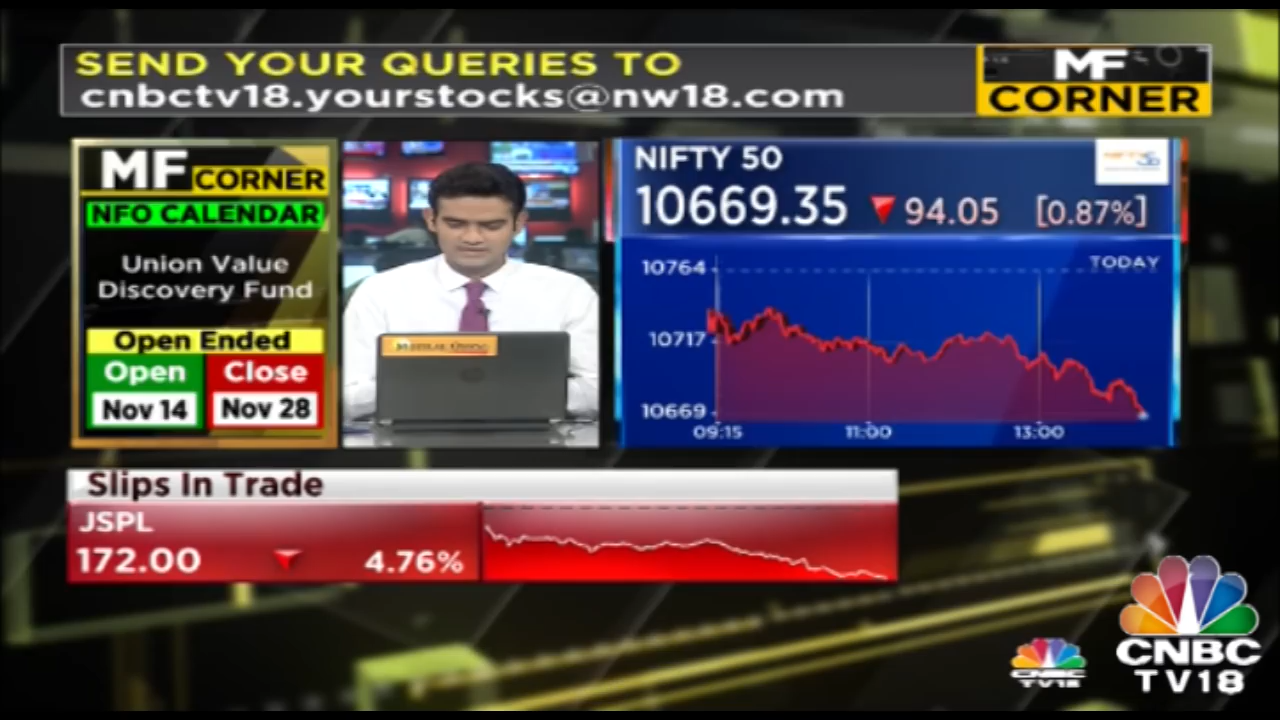 SEND YOUR QUERIES TO
cnbctv18.yourstocks@nw18.com
MF
CORNER
MF CORNER
NFO CALENDAR
Union Value
Discovery Fund
Open Ended
Open Close
Nov 14 Nov 28
NIFTY 50
10669.35 ▼ 94.05 [0.87%]
TODAY
10764
10717
10669
09:15 11:00 13:00
Slips In Trade
JSPL
172.00 ▼ 4.76%
CNBC
TV18
CNBC
TV18